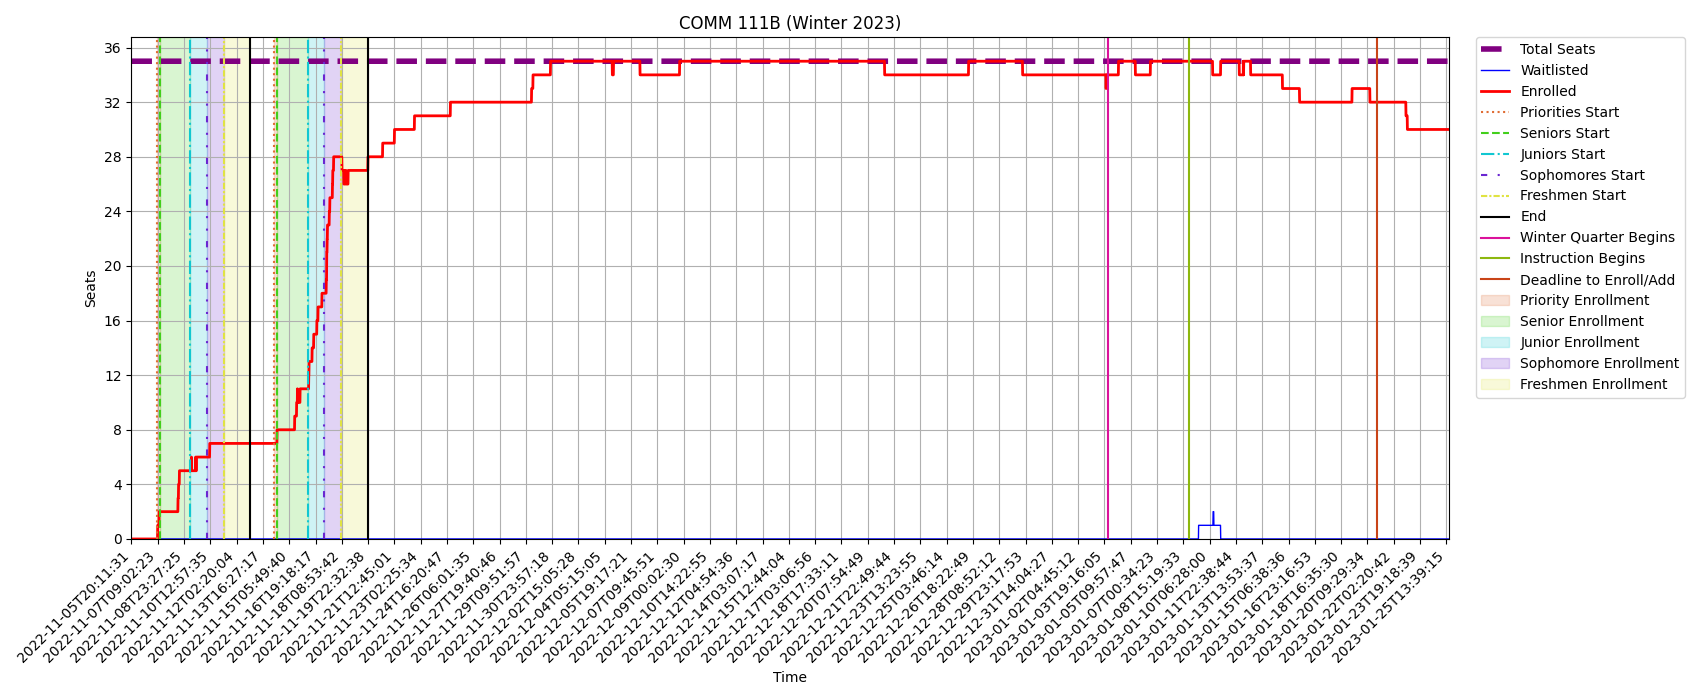 COMM 111B (Winter 2023)
36
32
28
24
20
16
12
8
4
0
Seats
2022-11-05T20:11:31
2022-11-07T09:02:23
2022-11-08T23:27:25
2022-11-10T12:57:35
2022-11-12T02:20:04
2022-11-13T16:27:17
2022-11-15T05:49:40
2022-11-16T19:18:17
2022-11-18T08:53:42
2022-11-19T22:32:38
2022-11-21T12:45:01
2022-11-23T02:25:34
2022-11-24T16:20:47
2022-11-26T06:01:35
2022-11-27T19:40:46
2022-11-29T09:51:57
2022-11-30T23:57:18
2022-12-02T15:05:28
2022-12-04T05:15:05
2022-12-05T19:17:21
2022-12-07T09:45:51
2022-12-09T00:02:30
2022-12-10T14:22:55
2022-12-12T04:54:36
2022-12-14T03:07:17
2022-12-15T12:44:04
2022-12-17T03:06:56
2022-12-18T17:33:11
2022-12-20T07:54:49
2022-12-21T22:49:44
2022-12-23T13:23:55
2022-12-25T03:46:14
2022-12-26T18:22:49
2022-12-28T08:52:12
2022-12-29T23:17:53
2022-12-31T14:04:27
2023-01-02T04:45:12
2023-01-03T19:16:05
2023-01-05T09:57:47
2023-01-07T00:34:23
2023-01-08T15:19:33
2023-01-10T06:28:00
2023-01-11T22:38:44
2023-01-13T13:53:37
2023-01-15T06:38:36
2023-01-16T23:16:53
2023-01-18T16:35:30
2023-01-20T09:29:34
2023-01-22T02:20:42
2023-01-23T19:18:39
2023-01-25T13:39:15
Time
Total Seats
Waitlisted
Enrolled
Priorities Start
Seniors Start
Juniors Start
Sophomores Start
Freshmen Start
End
Winter Quarter Begins
Instruction Begins
Deadline to Enroll/Add
Priority Enrollment
Senior Enrollment
Junior Enrollment
Sophomore Enrollment
Freshmen Enrollment